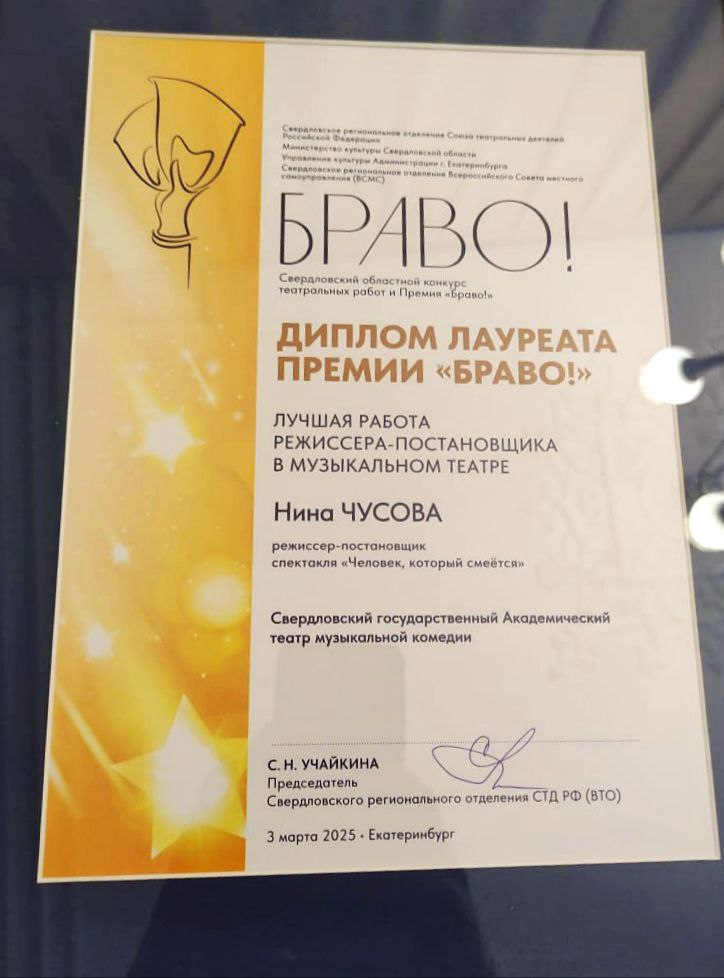 Свердловское региональное отделение Союза театральных деятелей
Российской Федерации
Министерство культуры Свердловской области
Управление культуры Администрации г. Екатеринбурга
Свердловское региональное отделение Всероссийского Совета местного
самоуправления (ВСМС)
БРАВО!
Свердловский областной конкурс
театральных работ и Премия «Браво!»
ДИПЛОМ ЛАУРЕАТА
ПРЕМИИ «БРАВО!»
ЛУЧШАЯ РАБОТА
РЕЖИССЕРА-ПОСТАНОВЩИКА
В МУЗЫКАЛЬНОМ ТЕАТРЕ
Нина ЧУСОВА
режиссер-постановщик
спектакля «Человек, который смеётся»
Свердловский государственный Академический
театр музыкальной комедии
С. Н. УЧАЙКИНА
Председатель
Свердловского регионального отделения СТД РФ (ВТО)
3 марта 2025 • Екатеринбург